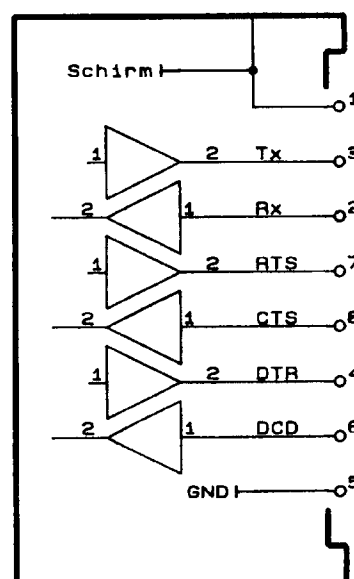 Schirm
1
1 2 Tx 3
2 1 Rx 2
1 2 RTS 7
2 1 CTS 8
1 2 DTR 4
2 1 DCD 6
GND 5